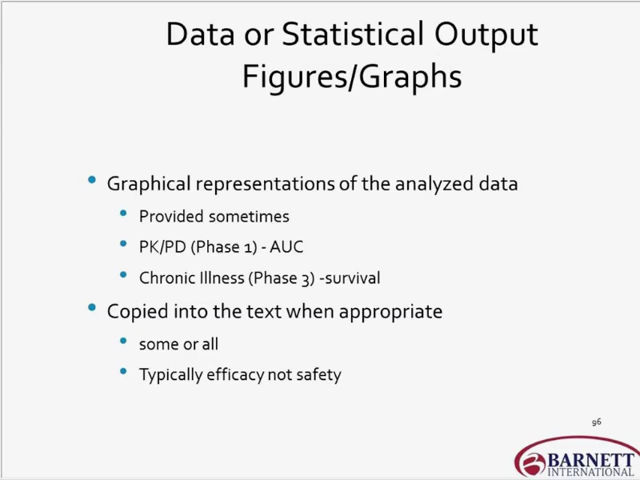 Data or Statistical Output
Figures/Graphs
• Graphical representations of the analyzed data
• Provided sometimes
• PK/PD (Phase 1) - AUC
• Chronic Illness (Phase 3) -survival
• Copied into the text when appropriate
• some or all
• Typically efficacy not safety
96
BARNETT
INTERNATIONAL